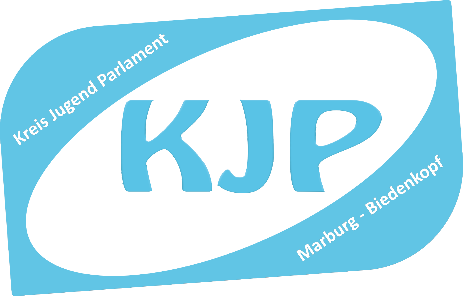 Kreis Jugend Parlament
KJP
Marburg - Biedenkopf